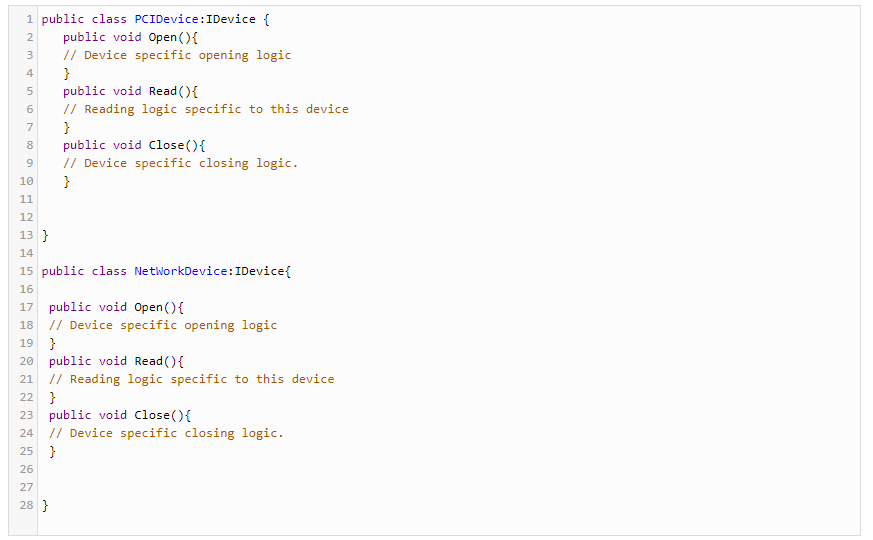 1 public class PCIDevice:IDevice {
2 public void Open(){
3 // Device specific opening logic
4 }
5 public void Read(){
6 // Reading logic specific to this device
7 }
8 public void Close(){
9 // Device specific closing logic.
10 }
11
12
13 }
14
15 public class NetWorkDevice:IDevice{
16
17 public void Open(){
18 // Device specific opening logic
19 }
20 public void Read(){
21 // Reading logic specific to this device
22 }
23 public void Close(){
24 // Device specific closing logic.
25 }
26
27
28 }